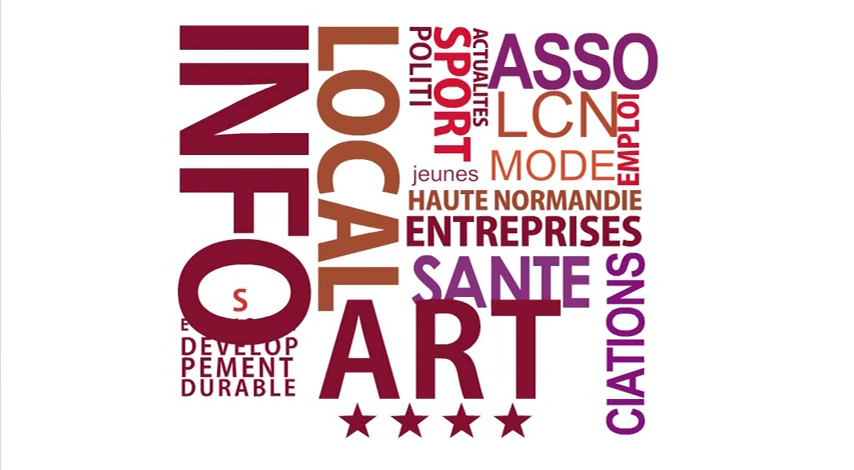 INFO
LOCAL
POLITI
SPORT
ACTUALITES
ASSO
LCN
EMPLOI
MODE
jeunes
HAUTE NORMANDIE
ENTREPRISES
SANTE
CIATIONS
ART
S
DEVELOP
PEMENT
DURABLE